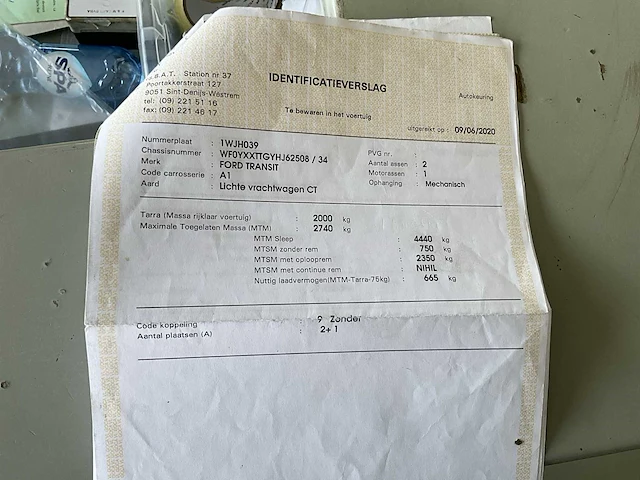 S.B.A.T. Station nr 37
Poortakkerstraat 127
9051 Sint-Denijs-Westrem
tel: (09) 221 51 16
fax: (09) 221 46 17
IDENTIFICATIEVERSLAG
Te bewaren in het voertuig
Autokeuring
uitgereikt op : 09/06/2020
Nummerplaat : 1WJH039
Chassisnummer : WF0YXXTTGYHJ62508 / 34
Merk : FORD TRANSIT
Code carrosserie : A1
Aard : Lichte vrachtwagen CT
PVG nr. :
Aantal assen : 2
Motorassen : 1
Ophanging : Mechanisch
Tarra (Massa rijklaar voertuig) : 2000 kg
Maximale Toegelaten Massa (MTM) : 2740 kg
MTM Sleep : 4440 kg
MTSM zonder rem : 750 kg
MTSM met oplooprem : 2350 kg
MTSM met continue rem : NIHIL
Nuttig laadvermogen(MTM-Tarra-75kg) : 665 kg
Code koppeling : 9 Zonder
Aantal plaatsen (A) : 2+ 1
SPA